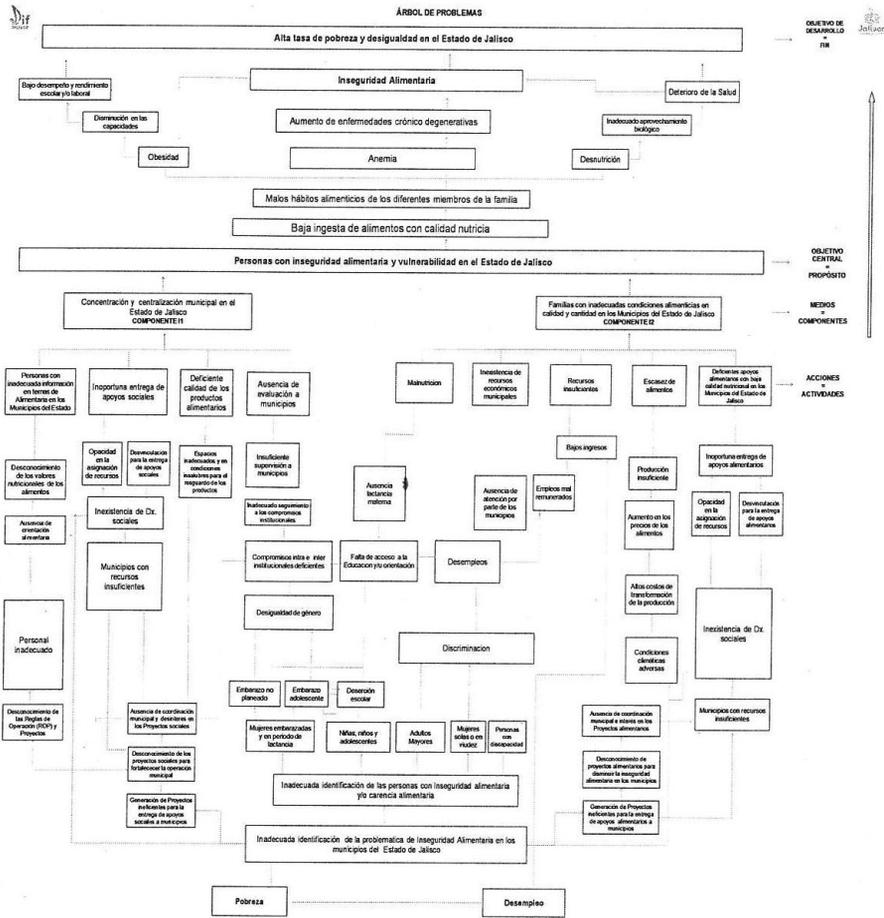 Dif
JALISCO
ÁRBOL DE PROBLEMAS
Jalisco
Alta tasa de pobreza y desigualdad en el Estado de Jalisco
OBJETIVO DE
DESARROLLO
=
FIN
Bajo desempeño y rendimiento
escolar y/o laboral
Inseguridad Alimentaria
Deterioro de la Salud
Disminución en las
capacidades
Aumento de enfermedades crónico degenerativas
Inadecuado aprovechamiento
biológico
Obesidad
Anemia
Desnutrición
Malos hábitos alimenticios de los diferentes miembros de la familia
Baja ingesta de alimentos con calidad nutricia
Personas con inseguridad alimentaria y vulnerabilidad en el Estado de Jalisco
OBJETIVO
CENTRAL
=
PROPÓSITO
Concentración y centralización municipal en el
Estado de Jalisco
COMPONENTE I1
Familias con inadecuadas condiciones alimenticias en
calidad y cantidad en los Municipios del Estado de Jalisco
COMPONENTE I2
MEDIOS
=
COMPONENTES
Personas con
inadecuada información
en temas de
Alimentaria en los
Municipios del Estado
Inoportuna entrega de
apoyos sociales
Deficiente
calidad de los
productos
alimentarios
Ausencia de
evaluación a
municipios
Malnutricion
Inexistencia de
recursos
económicos
municipales
Recursos
insuficientes
Escasez de
alimentos
Deficientes apoyos
alimentarios con baja
calidad nutricional en los
Municipios del Estado de
Jalisco
ACCIONES
=
ACTIVIDADES
Desconocimiento
de los valores
nutricionales de los
alimentos
Opacidad
en la
asignación
de recursos
Desvinculación
para la entrega
de apoyos
sociales
Espacios
inadecuados y en
condiciones
insalubres para el
resguardo de los
productos
Insuficiente
supervisión a
municipios
Ausencia
lactancia
materna
Ausencia de
atención por
parte de los
municipios
Bajos ingresos
Empleos mal
remunerados
Producción
insuficiente
Inoportuna entrega de
apoyos alimentarios
Ausencia de
orientación
alimentaria
Inexistencia de Dx.
sociales
Inadecuado seguimiento
a los compromisos
institucionales
Aumento en los
precios de los
alimentos
Opacidad
en la
asignación
de recursos
Desvinculación
para la entrega
de apoyos
alimentarios
Municipios con
recursos
insuficientes
Compromisos intra e inter
institucionales deficientes
Falta de acceso a la
Educacion y/u orientación
Desempleos
Altos costos de
transformación
de la producción
Personal
inadecuado
Desigualdad de género
Discriminacion
Condiciones
climáticas
adversas
Inexistencia de Dx.
sociales
Desconocimiento de
las Reglas de
Operación (ROP) y
Proyectos
Ausencia de coordinación
municipal y desinterés en
los Proyectos sociales
Embarazo no
planeado
Embarazo
adolescente
Deserción
escolar
Ausencia de coordinación
municipal e interés en los
Proyectos alimentarios
Municipios con recursos
insuficientes
Mujeres embarazadas
y en periodo de
lactancia
Niñas, niños y
adolescentes
Adultos
Mayores
Mujeres
solas o en
viudez
Personas
con
discapacidad
Desconocimiento de los
proyectos sociales para
fortalececer la operación
municipal
Inadecuada identificación de las personas con Inseguridad alimentaria
y/o carencia alimentaria
Desconocimiento de
proyectos alimentarios para
disminuir la inseguridad
alimentaria en los municipios
Generación de Proyectos
ineficientes para la
entrega de apoyos
sociales a municipios
Generación de Proyectos
ineficientes para la entrega
de apoyos alimentarios a
municipios
Inadecuada identificación de la problematica de Inseguridad Alimentaria en los
municipios del Estado de Jalisco
Pobreza
Desempleo